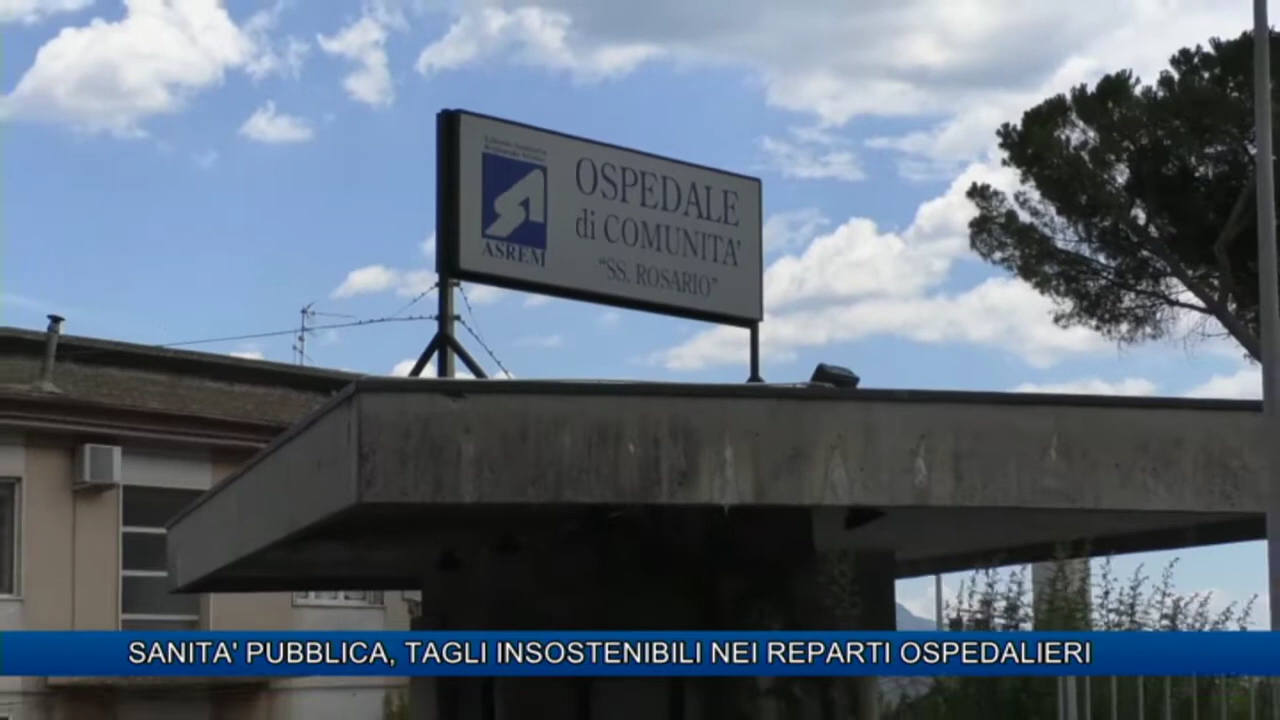 OSPEDALE
di COMUNITA'
"SS. ROSARIO"
ASREM
SANITA' PUBBLICA, TAGLI INSOSTENIBILI NEI REPARTI OSPEDALIERI